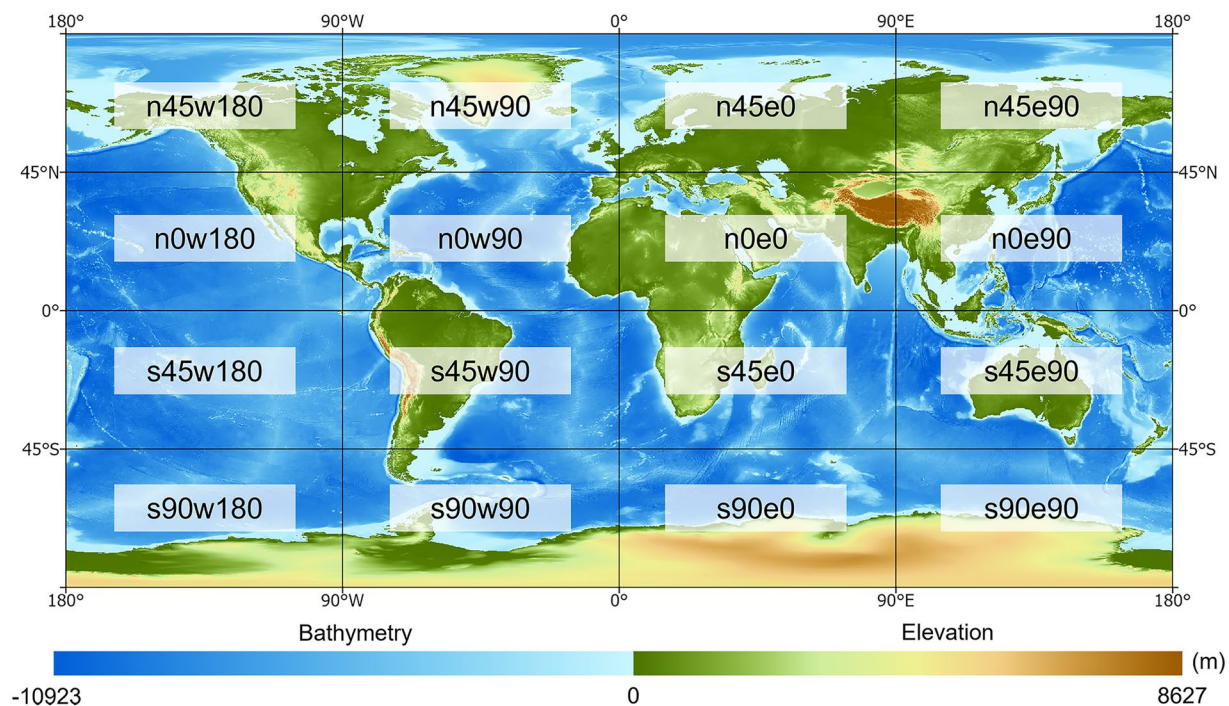 180° 90°W 0° 90°E 180°
n45w180 n45w90 n45e0 n45e90
45°N 45°N
n0w180 n0w90 n0e0 n0e90
0° 0°
s45w180 s45w90 s45e0 s45e90
45°S 45°S
s90w180 s90w90 s90e0 s90e90
180° 90°W 0° 90°E 180°
Bathymetry Elevation
(m)
-10923 0 8627